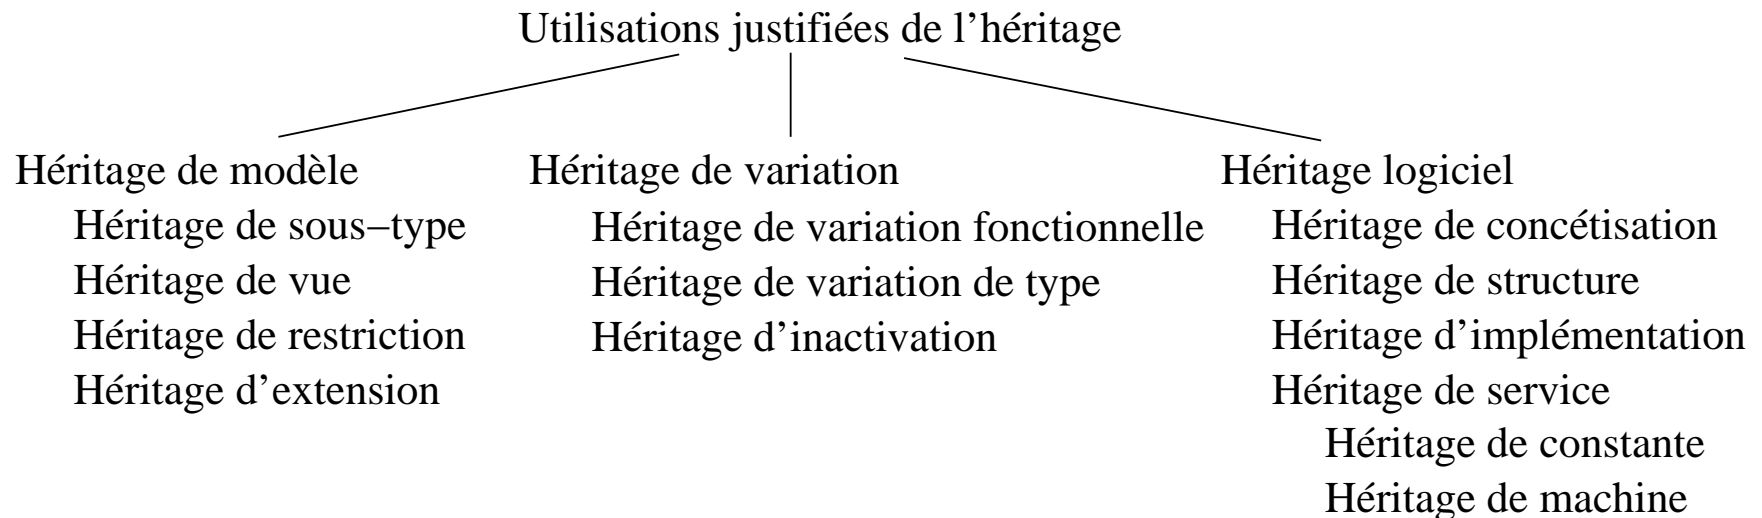 Utilisations justifiées de l’héritage
Héritage de modèle
Héritage de sous−type
Héritage de vue
Héritage de restriction
Héritage d’extension
Héritage de variation
Héritage de variation fonctionnelle
Héritage de variation de type
Héritage d’inactivation
Héritage logiciel
Héritage de concétisation
Héritage de structure
Héritage d’implémentation
Héritage de service
Héritage de constante
Héritage de machine